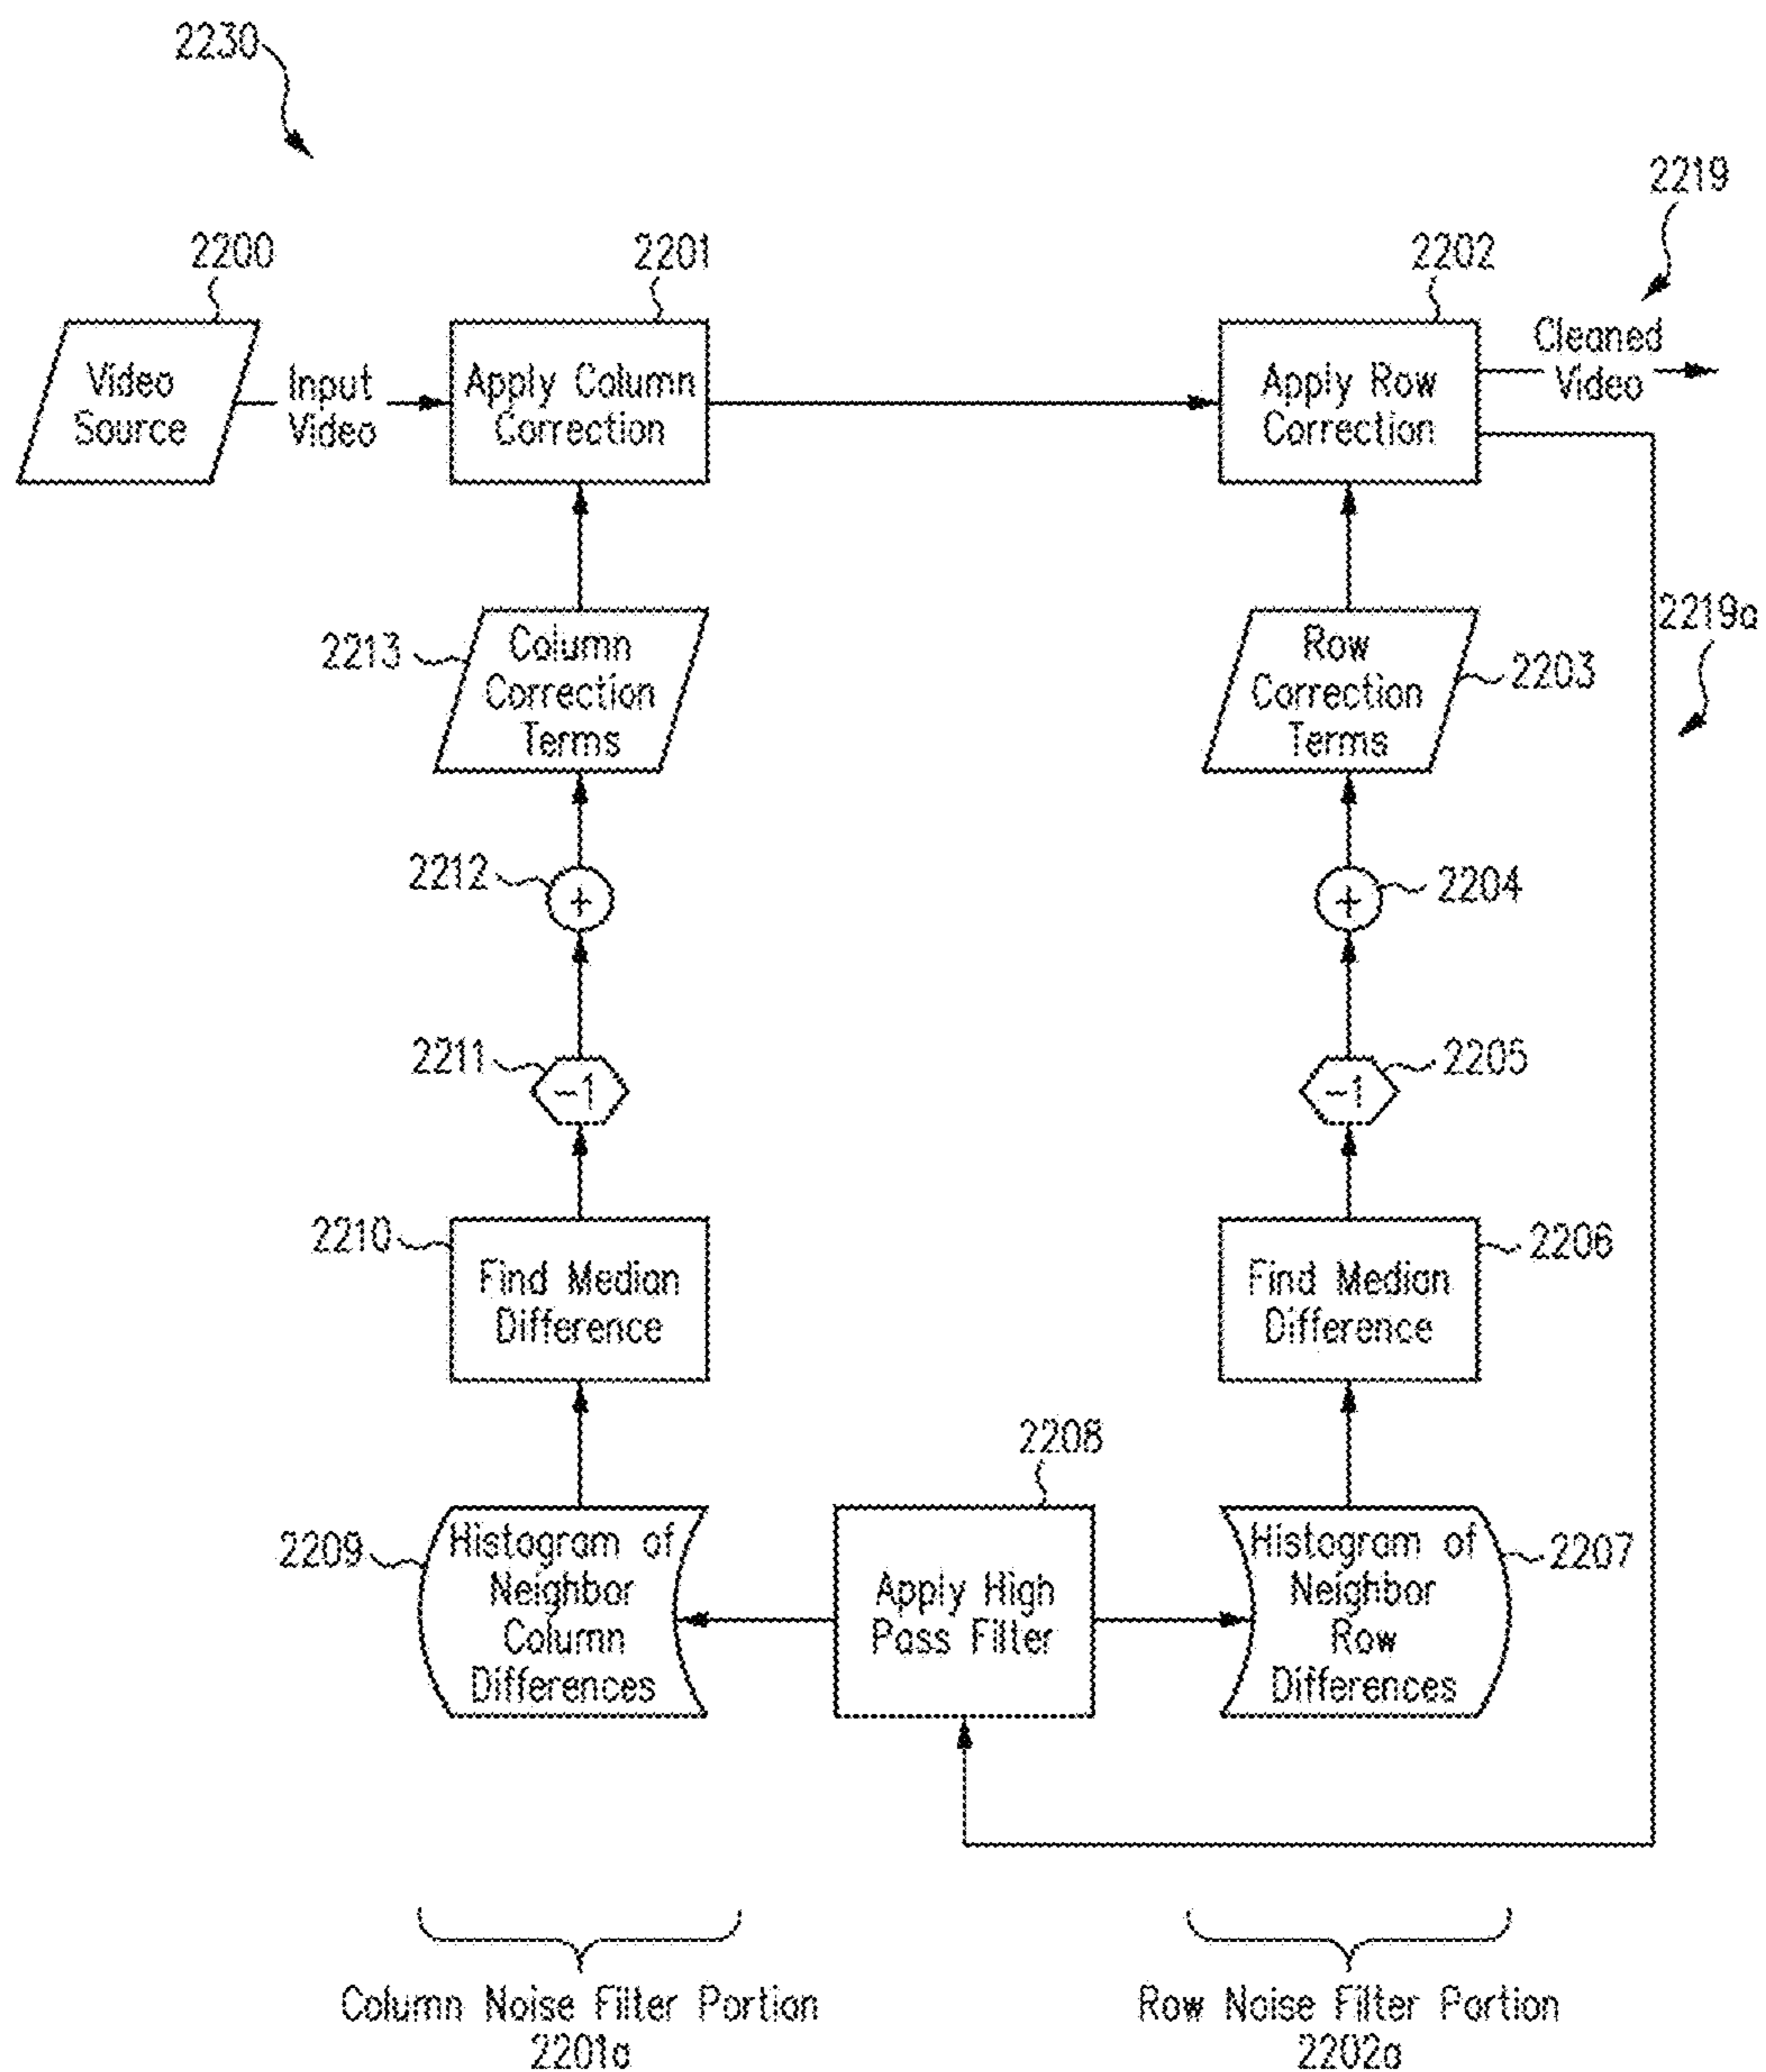 2230
2219
2200
2201
2202
Video
Source
Input
Video
Apply Column
Correction
Apply Row
Correction
Cleaned
Video
2219a
2213
Column
Correction
Terms
Row
Correction
Terms
2203
2212
+
+
2204
2211
-1
-1
2205
2210
Find Median
Difference
Find Median
Difference
2206
2208
2209
Histogram of
Neighbor
Column
Differences
Apply High
Pass Filter
Histogram of
Neighbor
Row
Differences
2207
Column Noise Filter Portion
2201a
Row Noise Filter Portion
2202a